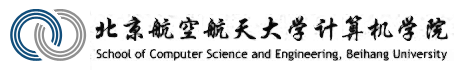 北京航空航天大学计算机学院
School of Computer Science and Engineering, Beihang University